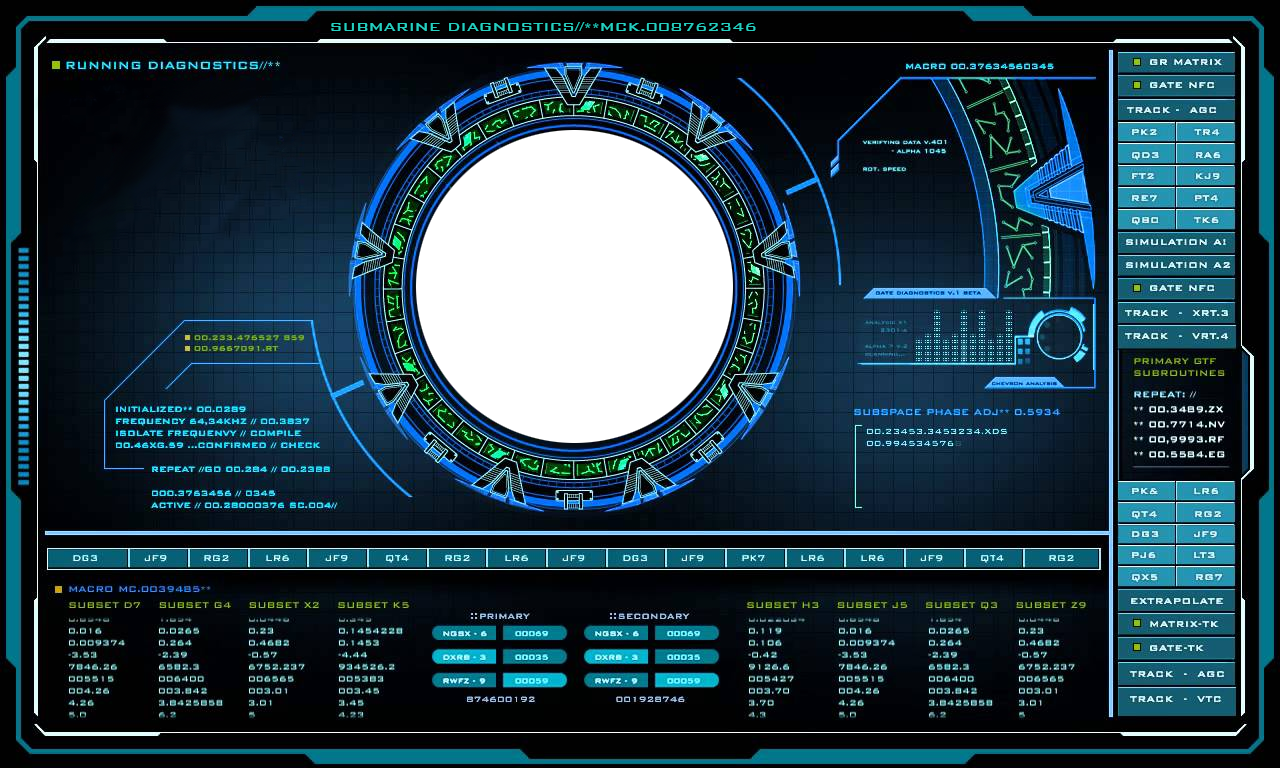 SUBMARINE DIAGNOSTICS//**MCK.008762346
RUNNING DIAGNOSTICS//**
MACRO 00.37634560345
VERIFYING DATA V.401
- ALPHA 1045
ROT. SPEED
GATE DIAGNOSTICS V.1 BETA
CHEVRON ANALYSIS
SUBSPACE PHASE ADJ** 0.5934
00.23453.3453234.XDS
00.994534576
00.233.476527 859
00.9667091.RT
INITIALIZED** 00.0289
FREQUENCY 64,34KHZ // 00.3837
ISOLATE FREQUENVY // COMPILE
00.46XG.59 ...CONFIRMED // CHECK
REPEAT //GO 00.284 // 00.2388
000.3763456 // 0345
ACTIVE // 00.28000376 SC.004//
GR MATRIX
GATE NFC
TRACK - AGC
PK2 TR4
QD3 RA6
FT2 KJ9
RE7 PT4
Q80 TK6
SIMULATION A1
SIMULATION A2
GATE NFC
TRACK - XRT.3
TRACK - VRT.4
PRIMARY GTF
SUBROUTINES
REPEAT: //
** 00.3489.ZX
** 00.7714.NV
** 00,9993.RF
** 00.5584.EG
PK& LR6
QT4 RG2
DG3 JF9
PJ6 LT3
QX5 RG7
EXTRAPOLATE
MATRIX-TK
GATE-TK
TRACK - AGC
TRACK - VTC
DG3 JF9 RG2 LR6 JF9 QT4 RG2 LR6 JF9 DG3 JF9 PK7 LR6 LR6 JF9 QT4 RG2
MACRO MC.0039485**
SUBSET D7 SUBSET G4 SUBSET X2 SUBSET K5
0.016 0.0265 0.23 0.1454228
0.009374 0.264 0.4682 0.1453
-3.53 -2.39 -0.57 -4.44
7846.26 6582.3 6752.237 934526.2
005515 006400 006565 005383
004.26 003.842 003.01 003.45
4.26 3.8425858 3.01 3.45
5.0 6.2 5 4.23
::PRIMARY
NGSX - 6 00069
DXRB - 3 00035
RWFZ - 9 00059
874600192
::SECONDARY
NGSX - 6 00069
DXRB - 3 00035
RWFZ - 9 00059
001928746
SUBSET H3 SUBSET J5 SUBSET Q3 SUBSET Z9
0.119 0.016 0.0265 0.23
0.106 0.009374 0.264 0.4682
-0.42 -3.53 -2.39 -0.57
9126.6 7846.26 6582.3 6752.237
005427 005515 006400 006565
003.70 004.26 003.842 003.01
3.70 4.26 3.8425858 3.01
4.3 5.0 6.2 5